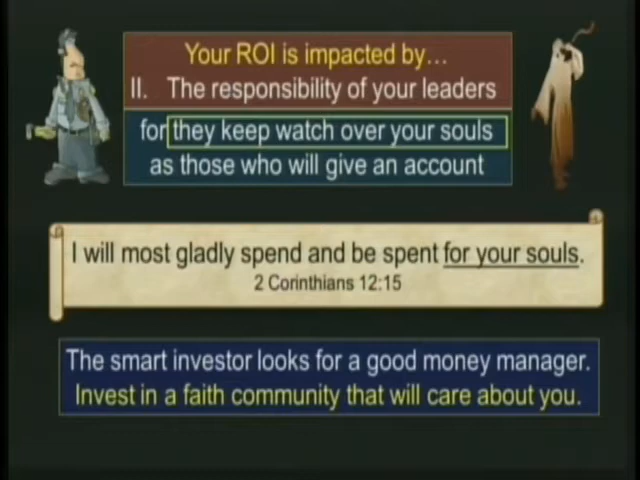 Your ROI is impacted by...
II. The responsibility of your leaders
for they keep watch over your souls
as those who will give an account
I will most gladly spend and be spent for your souls.
2 Corinthians 12:15
The smart investor looks for a good money manager.
Invest in a faith community that will care about you.